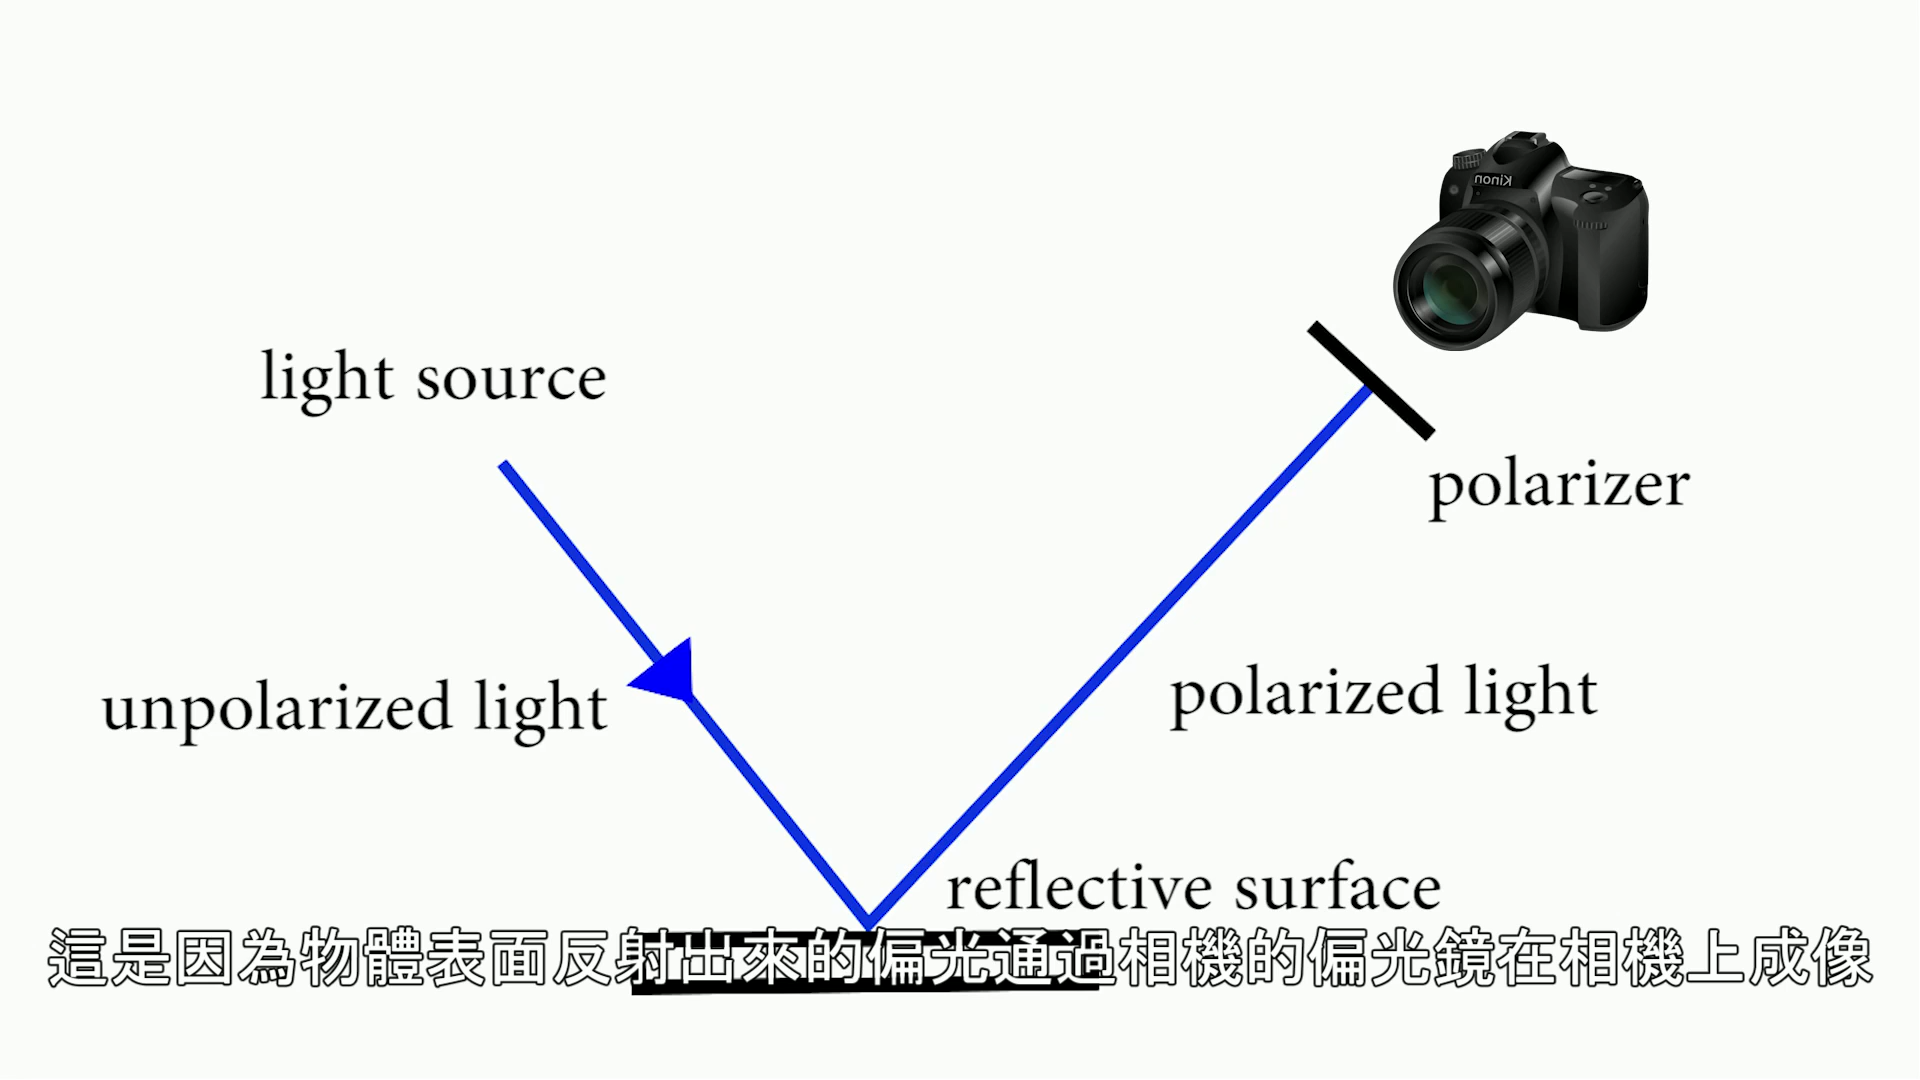 Kinon
light source
polarizer
unpolarized light
polarized light
reflective surface
這是因為物體表面反射出來的偏光通過相機的偏光鏡在相機上成像